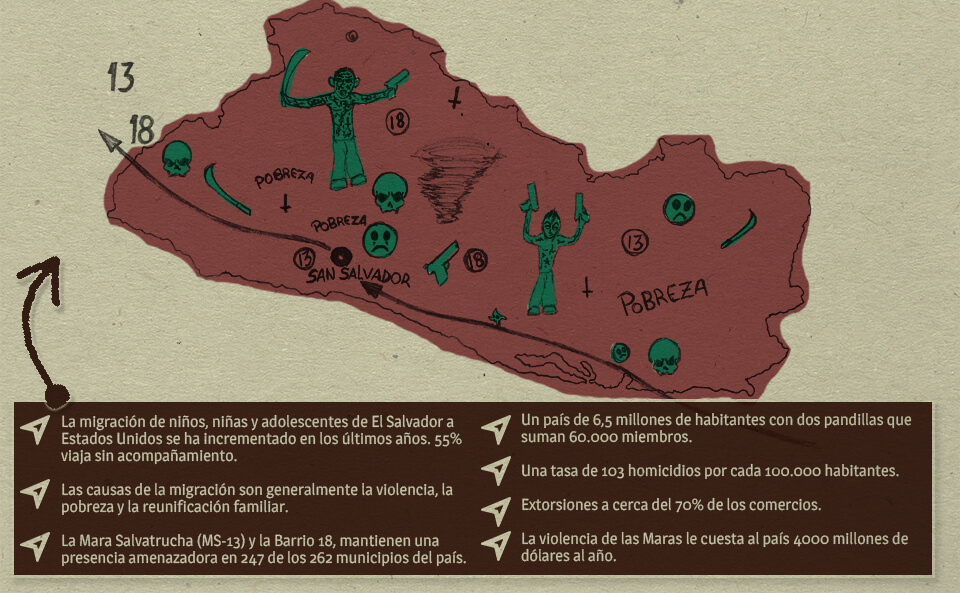 13
18
18
POBREZA
POBREZA
13
SAN SALVADOR
18
13
POBREZA
La migración de niños, niñas y adolescentes de El Salvador a
Estados Unidos se ha incrementado en los últimos años. 55%
viaja sin acompañamiento.
Las causas de la migración son generalmente la violencia, la
pobreza y la reunificación familiar.
La Mara Salvatrucha (MS-13) y la Barrio 18, mantienen una
presencia amenazadora en 247 de los 262 municipios del país.
Un país de 6,5 millones de habitantes con dos pandillas que
suman 60.000 miembros.
Una tasa de 103 homicidios por cada 100.000 habitantes.
Extorsiones a cerca del 70% de los comercios.
La violencia de las Maras le cuesta al país 4000 millones de
dólares al año.